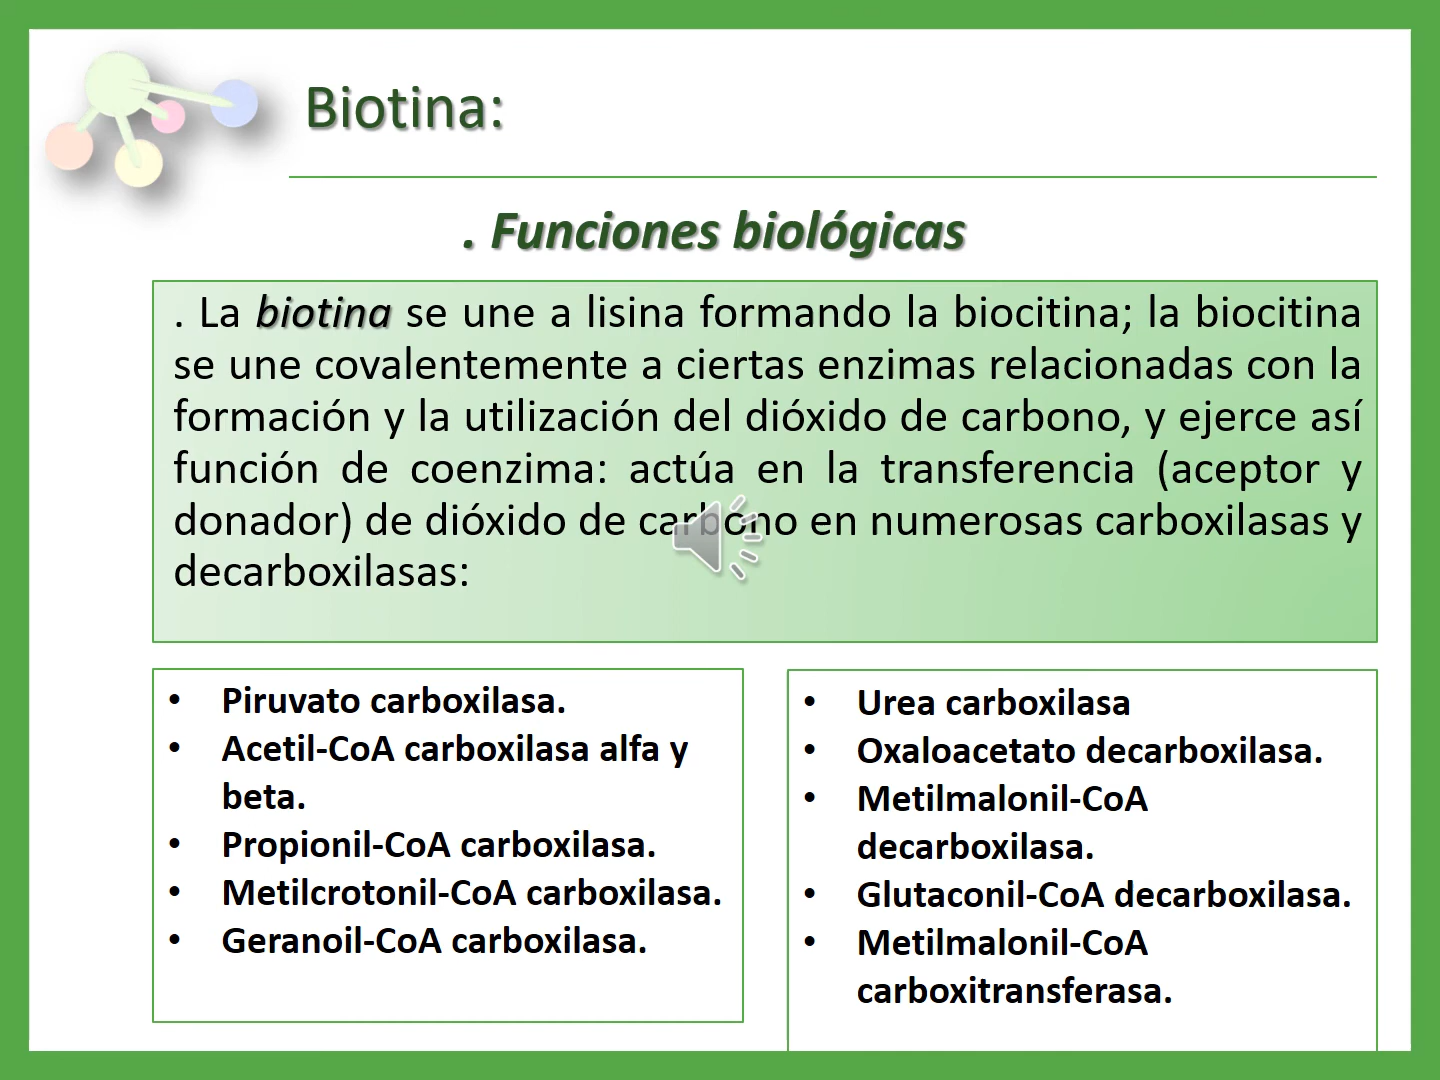 Biotina:
. Funciones biológicas
. La biotina se une a lisina formando la biocitina; la biocitina
se une covalentemente a ciertas enzimas relacionadas con la
formación y la utilización del dióxido de carbono, y ejerce así
función de coenzima: actúa en la transferencia (aceptor y
donador) de dióxido de carbono en numerosas carboxilasas y
decarboxilasas:
• Piruvato carboxilasa.
• Acetil-CoA carboxilasa alfa y
beta.
• Propionil-CoA carboxilasa.
• Metilcrotonil-CoA carboxilasa.
• Geranoil-CoA carboxilasa.
• Urea carboxilasa
• Oxaloacetato decarboxilasa.
• Metilmalonil-CoA
decarboxilasa.
• Glutaconil-CoA decarboxilasa.
• Metilmalonil-CoA
carboxitransferasa.